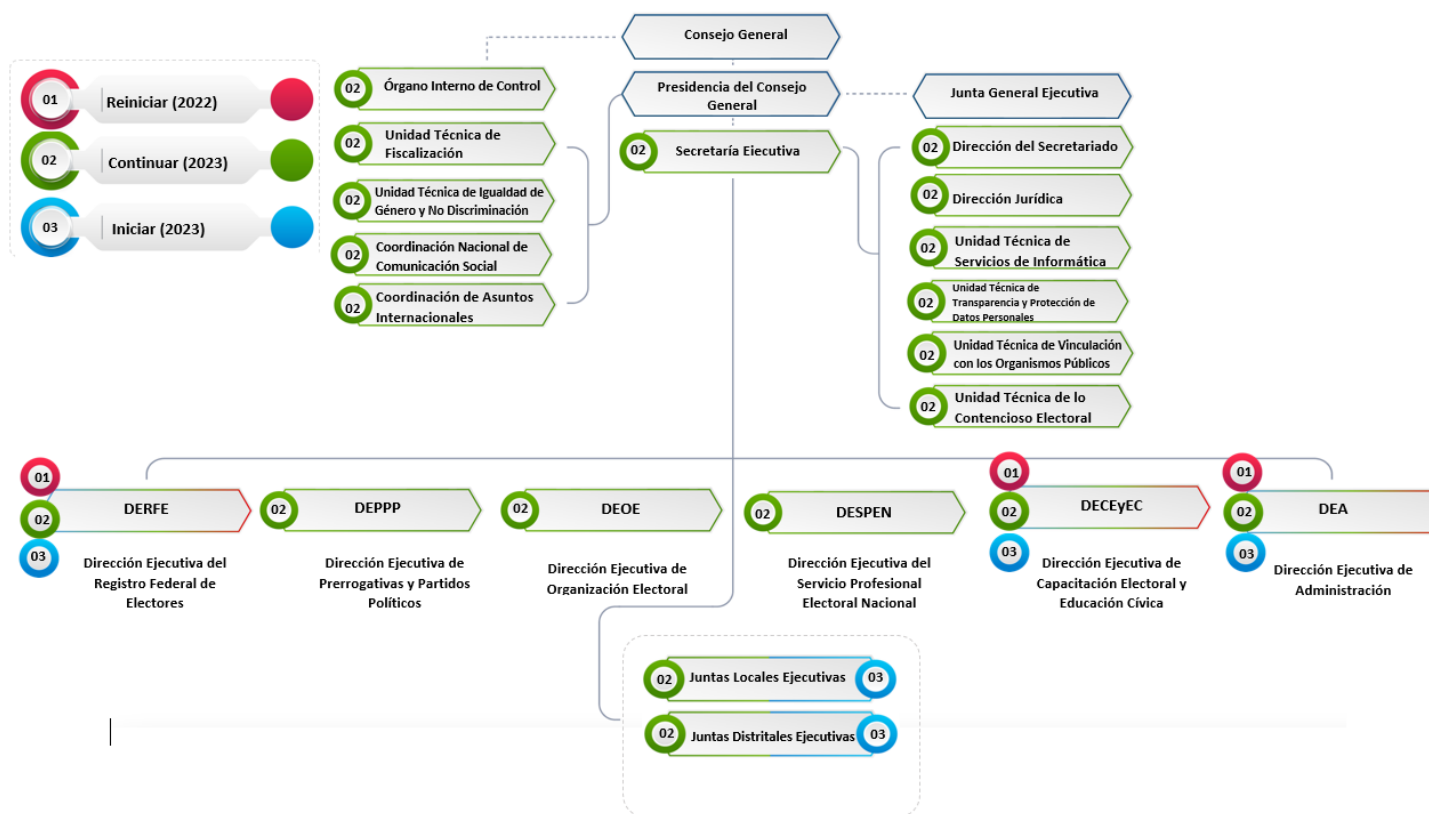 Consejo General
01
Reiniciar (2022)
02
Continuar (2023)
03
Iniciar (2023)
02
Órgano Interno de Control
02
Unidad Técnica de
Fiscalización
02
Unidad Técnica de Igualdad de
Género y No Discriminación
02
Coordinación Nacional de
Comunicación Social
02
Coordinación de Asuntos
Internacionales
Presidencia del Consejo
General
02
Secretaría Eiecutiva
Junta General Ejecutiva
02
Dirección del Secretariado
02
Dirección Jurídica
02
Unidad Técnica de
Servicios de Informática
02
Unidad Técnica de
Transparencia y Protección de
Datos Personales
02
Unidad Técnica de Vinculación
con los Organismos Públicos
02
Unidad Técnica de lo
Contencioso Electoral
01
02
03
DERFE
Dirección Ejecutiva del
Registro Federal de
Electores
02
DEPPP
Dirección Ejecutiva de
Prerrogativas y Partidos
Políticos
02
DEOE
Dirección Ejecutiva de
Organización Electoral
02
DESPEN
Dirección Ejecutiva del
Servicio Profesional
Electoral Nacional
01
02
03
DECEyEC
Dirección Ejecutiva de
Capacitación Electoral y
Educación Cívica
01
02
03
DEA
Dirección Ejecutiva de
Administración
02
Juntas Locales Ejecutivas
03
02
Juntas Distritales Ejecutivas
03